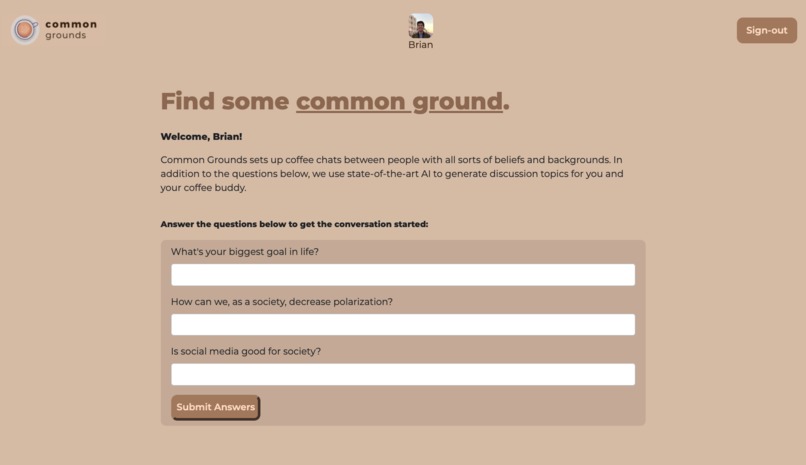 common
grounds
Brian
Sign-out
Find some common ground.
Welcome, Brian!
Common Grounds sets up coffee chats between people with all sorts of beliefs and backgrounds. In
addition to the questions below, we use state-of-the-art AI to generate discussion topics for you and
your coffee buddy.
Answer the questions below to get the conversation started:
What's your biggest goal in life?
How can we, as a society, decrease polarization?
Is social media good for society?
Submit Answers